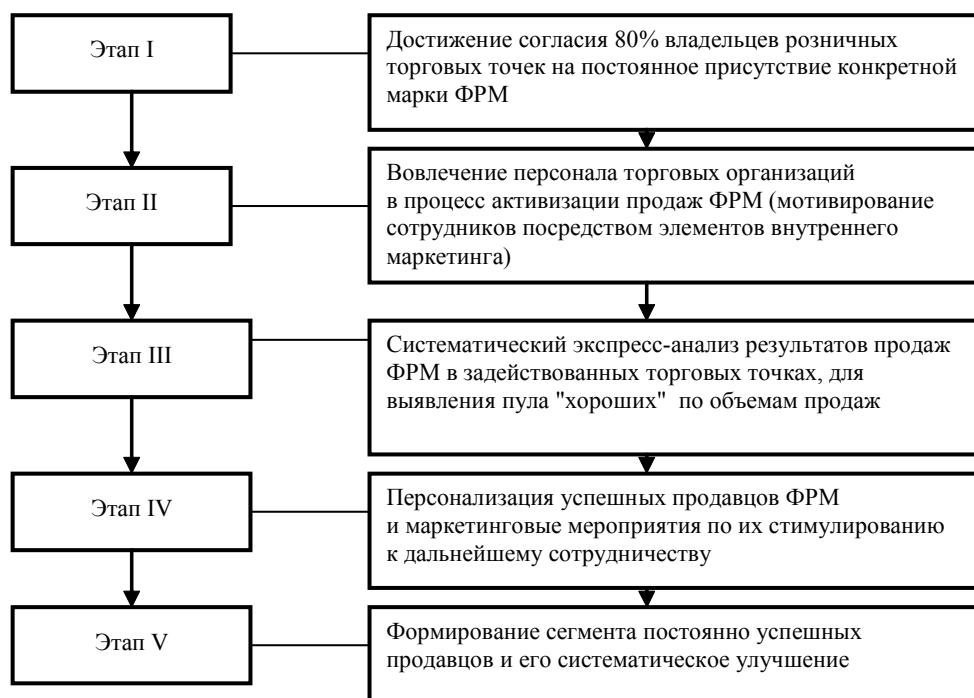 Этап I
Достижение согласия 80% владельцев розничных
торговых точек на постоянное присутствие конкретной
марки ФРМ
Этап II
Вовлечение персонала торговых организаций
в процесс активизации продаж ФРМ (мотивирование
сотрудников посредством элементов внутреннего
маркетинга)
Этап III
Систематический экспресс-анализ результатов продаж
ФРМ в задействованных торговых точках, для
выявления пула "хороших" по объемам продаж
Этап IV
Персонализация успешных продавцов ФРМ
и маркетинговые мероприятия по их стимулированию
к дальнейшему сотрудничеству
Этап V
Формирование сегмента постоянно успешных
продавцов и его систематическое улучшение